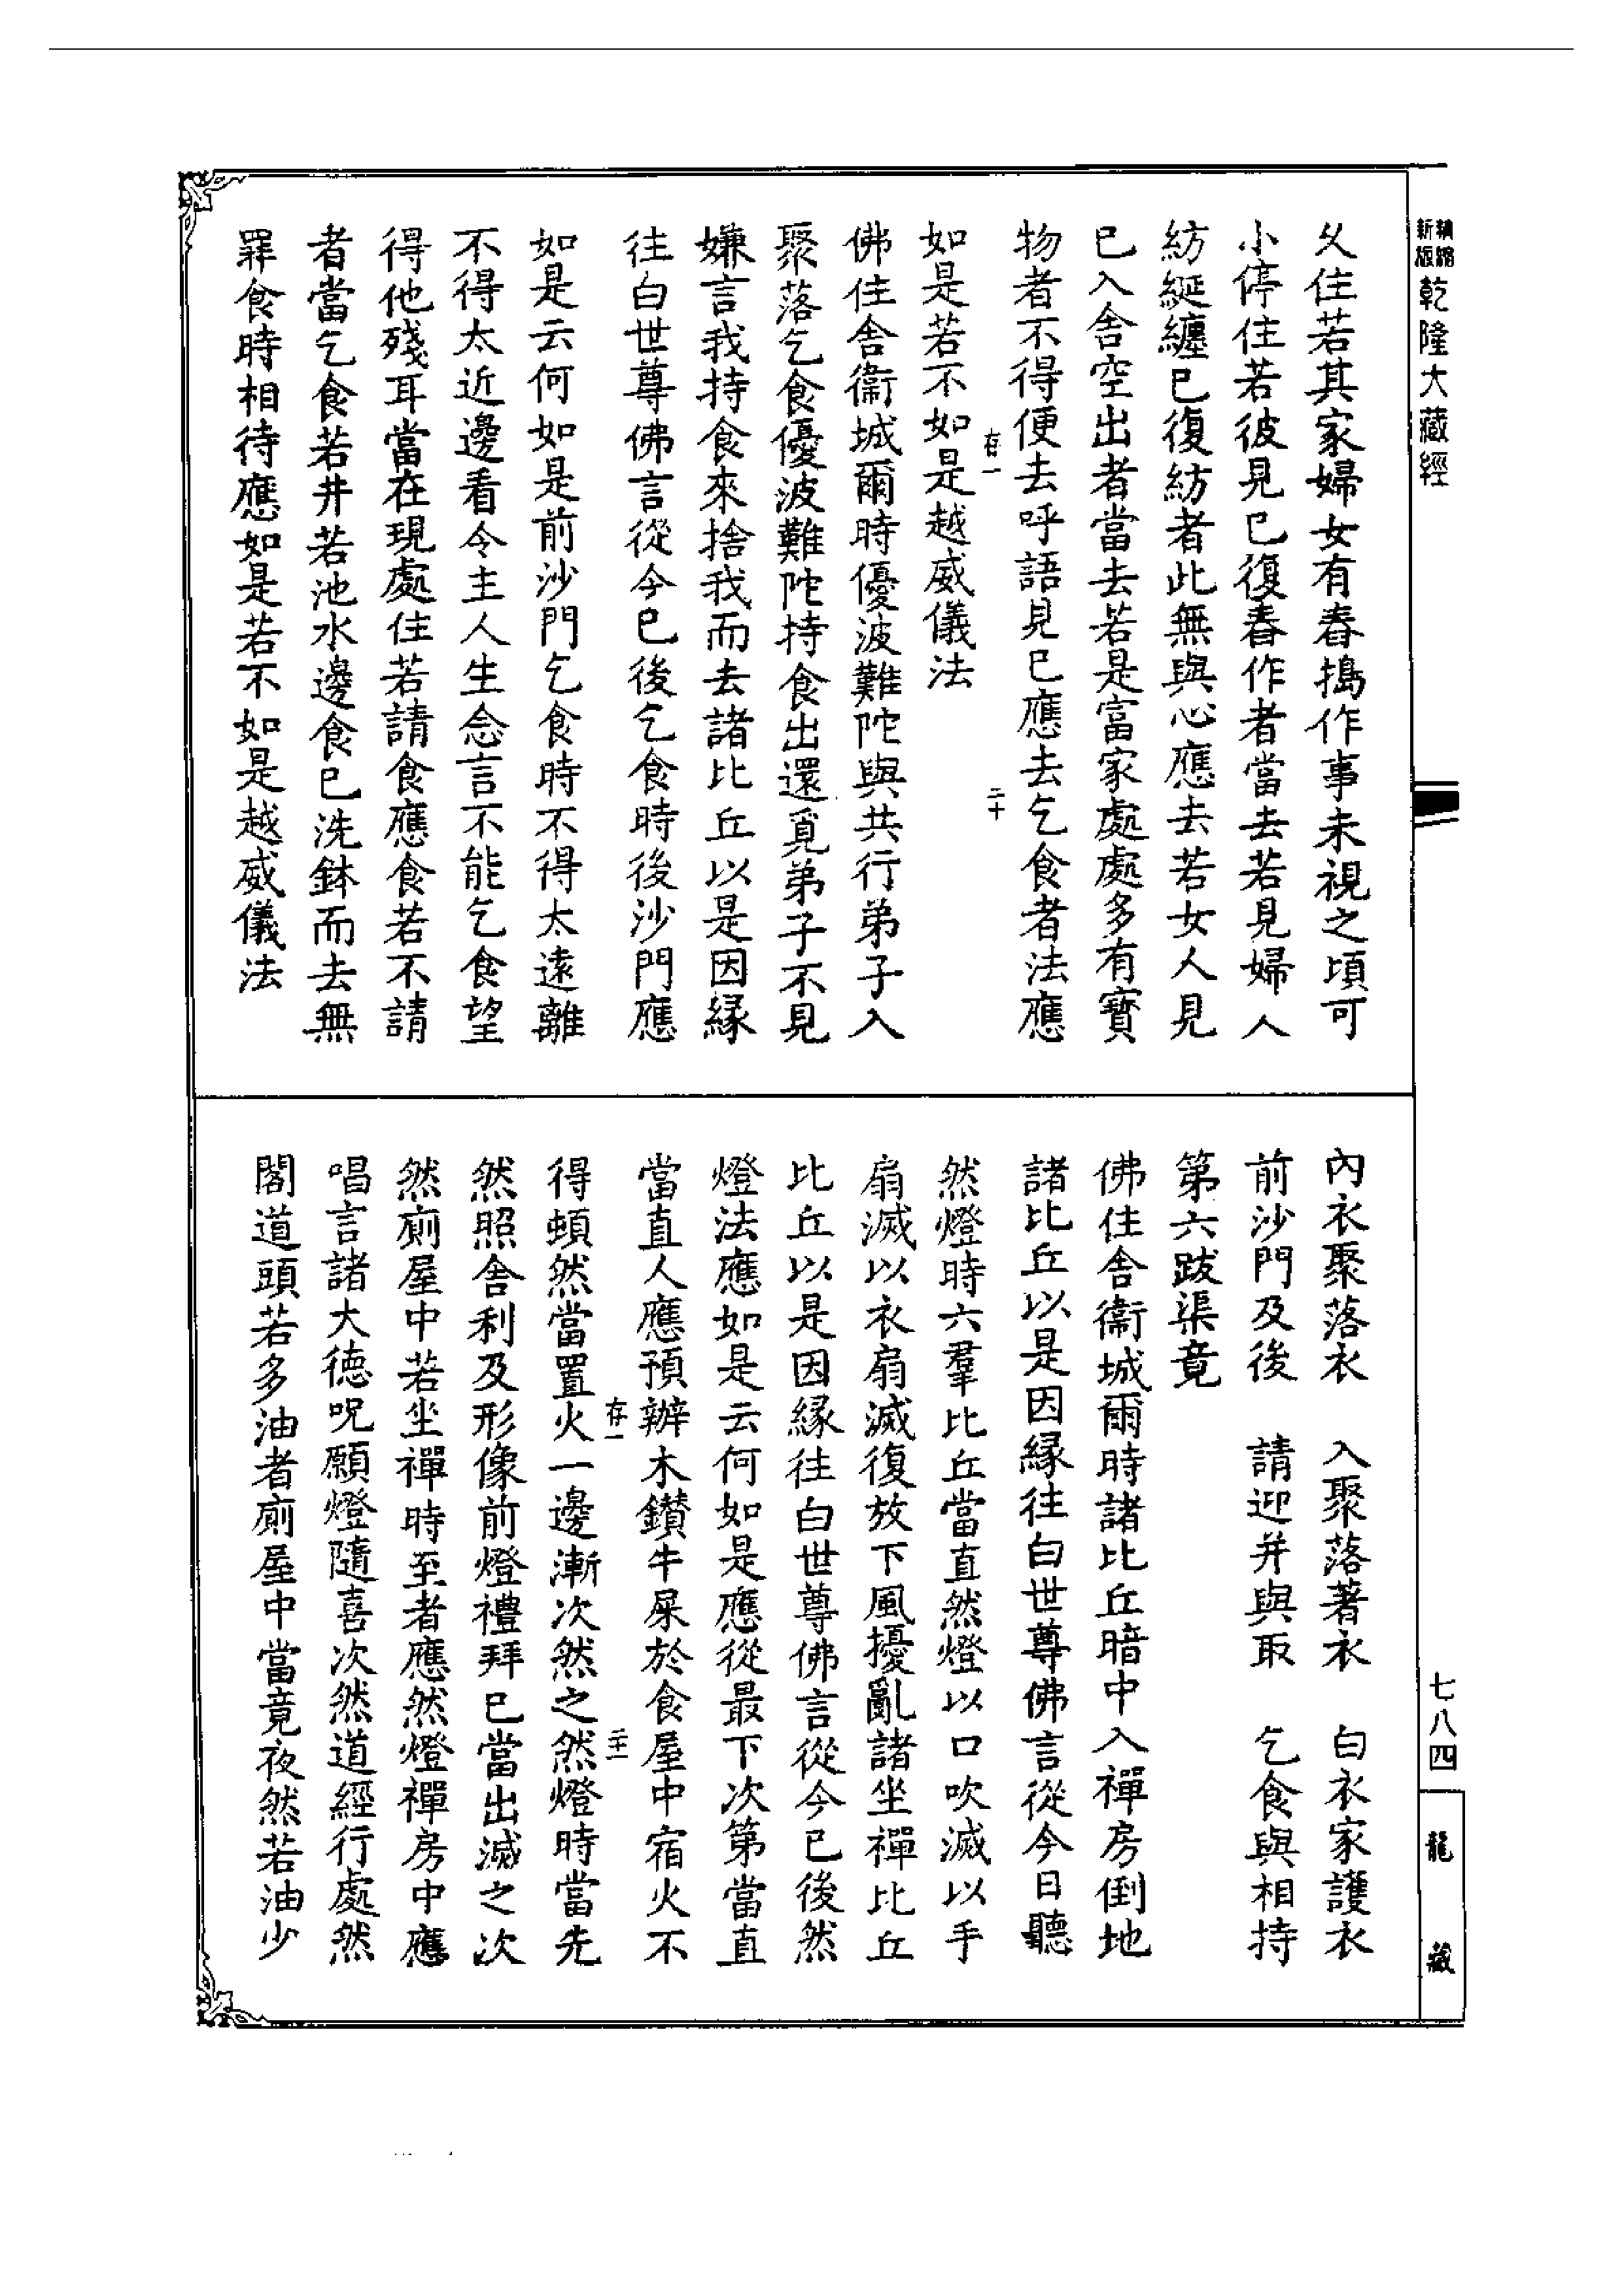 新版精縮乾隆大藏經
七八四
龍藏
久住若其家婦女有舂擣作事未視之頃可
小停住若彼見已復舂作者當去若見婦人
紡綖纏已復紡者此無與心應去若女人見
已入舍空出者當去若是富家處處多有寳
物者不得便去呼語見已應去乞食者法應
如是若不如是越威儀法
存一
二十
佛住舍衞城爾時優波難陀與共行弟子入
聚落乞食優波難陀持食出還覓弟子不見
嫌言我持食來捨我而去諸比丘以是因縁
往白世尊佛言從今已後乞食時後沙門應
如是云何如是前沙門乞食時不得太遠離
不得太近邊看令主人生念言不能乞食望
得他殘耳當在現處住若請食應食若不請
者當乞食若井若池水邊食已洗鉢而去無
罪食時相待應如是若不如是越威儀法
內衣聚落衣　入聚落著衣　白衣家護衣
前沙門及後　請迎并與取　乞食與相持
第六跋渠竟
佛住舍衞城爾時諸比丘暗中入禪房倒地
諸比丘以是因縁往白世尊佛言從今日聽
然燈時六羣比丘當直然燈以口吹滅以手
扇滅以衣扇滅復放下風擾亂諸坐禪比丘
比丘以是因縁往白世尊佛言從今已後然
燈法應如是云何如是應從最下次第當直
當直人應預辦木鑚牛屎於食屋中宿火不
存一
二十一
得頓然當置火一邊漸次然之然燈時當先
然照舍利及形像前燈禮拜已當出滅之次
然廁屋中若坐禪時至者應然燈禪房中應
唱言諸大德呪願燈隨喜次然道經行處然
閣道頭若多油者廁屋中當竟夜然若油少